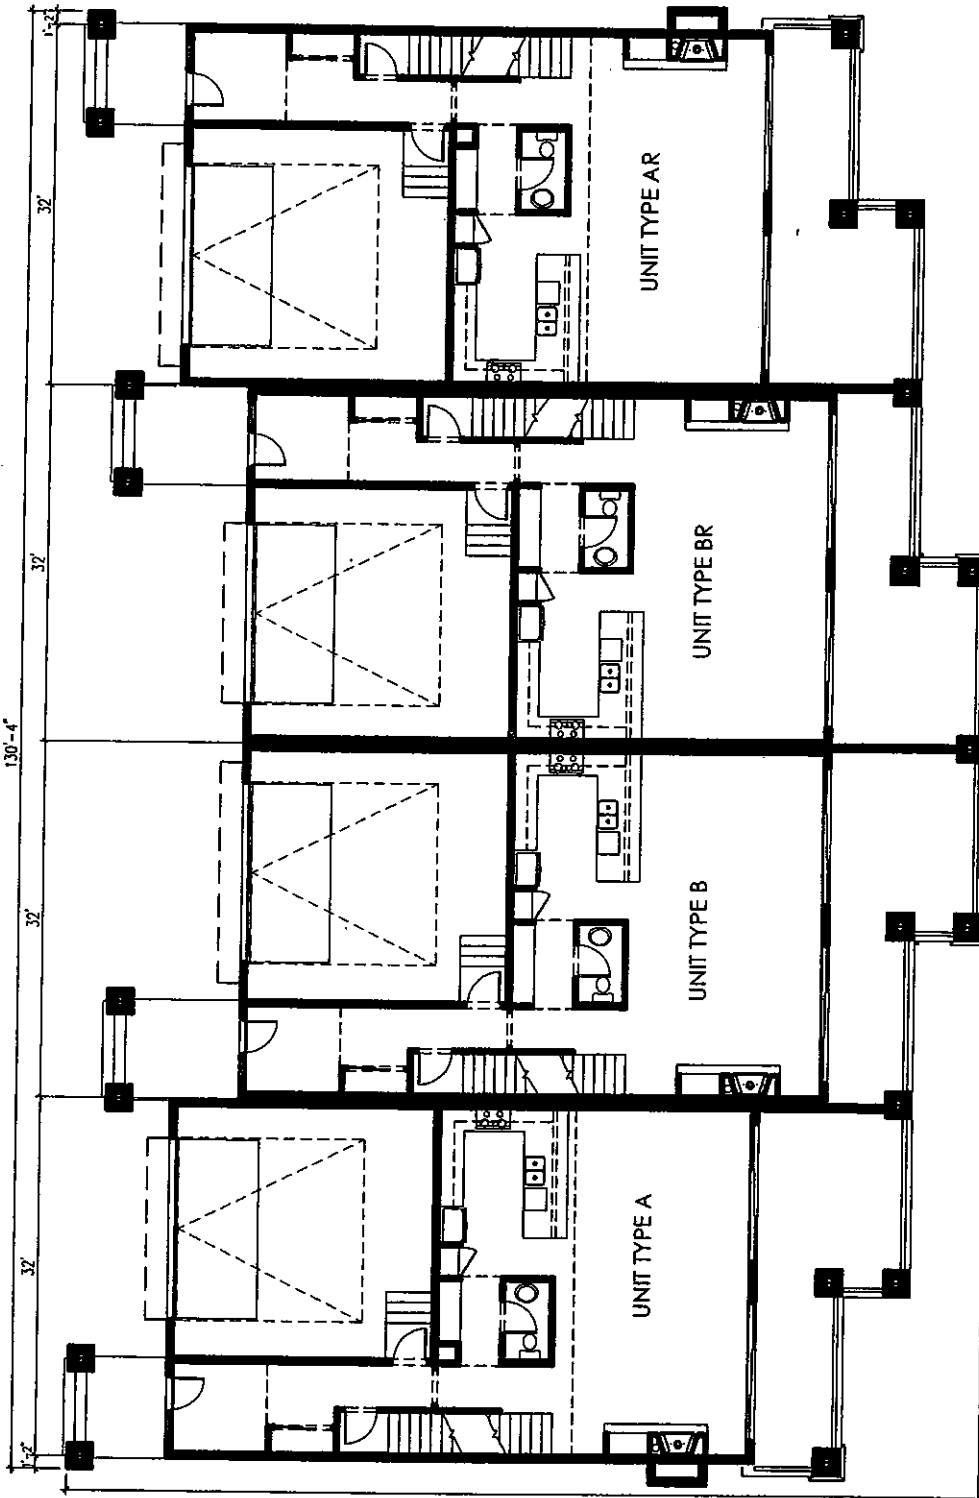 1'-2"
32'
32'
32'
32'
1'-2"
130'-4"
UNIT TYPE A
UNIT TYPE B
UNIT TYPE BR
UNIT TYPE AR